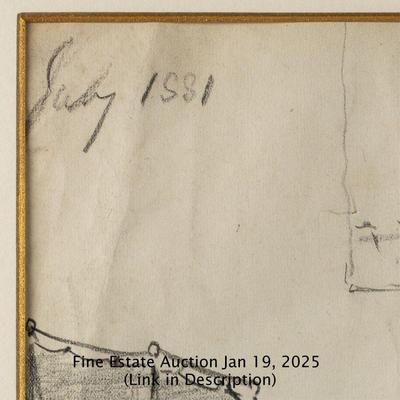 July 1881
Fine Estate Auction Jan 19, 2025
(Link in Description)